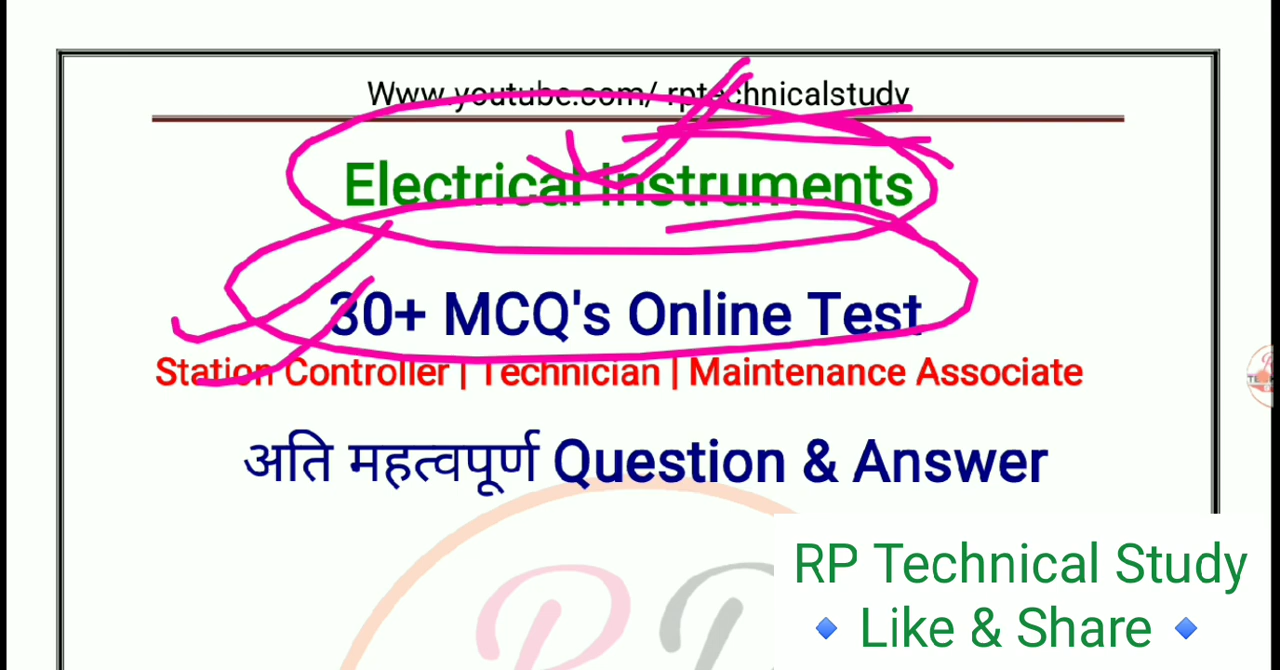 Www.youtube.com/ rptechnicalstudy
Electrical Instruments
30+ MCQ's Online Test
Station Controller | Technician | Maintenance Associate
अति महत्वपूर्ण Question & Answer
RP Technical Study
🔹 Like & Share 🔹